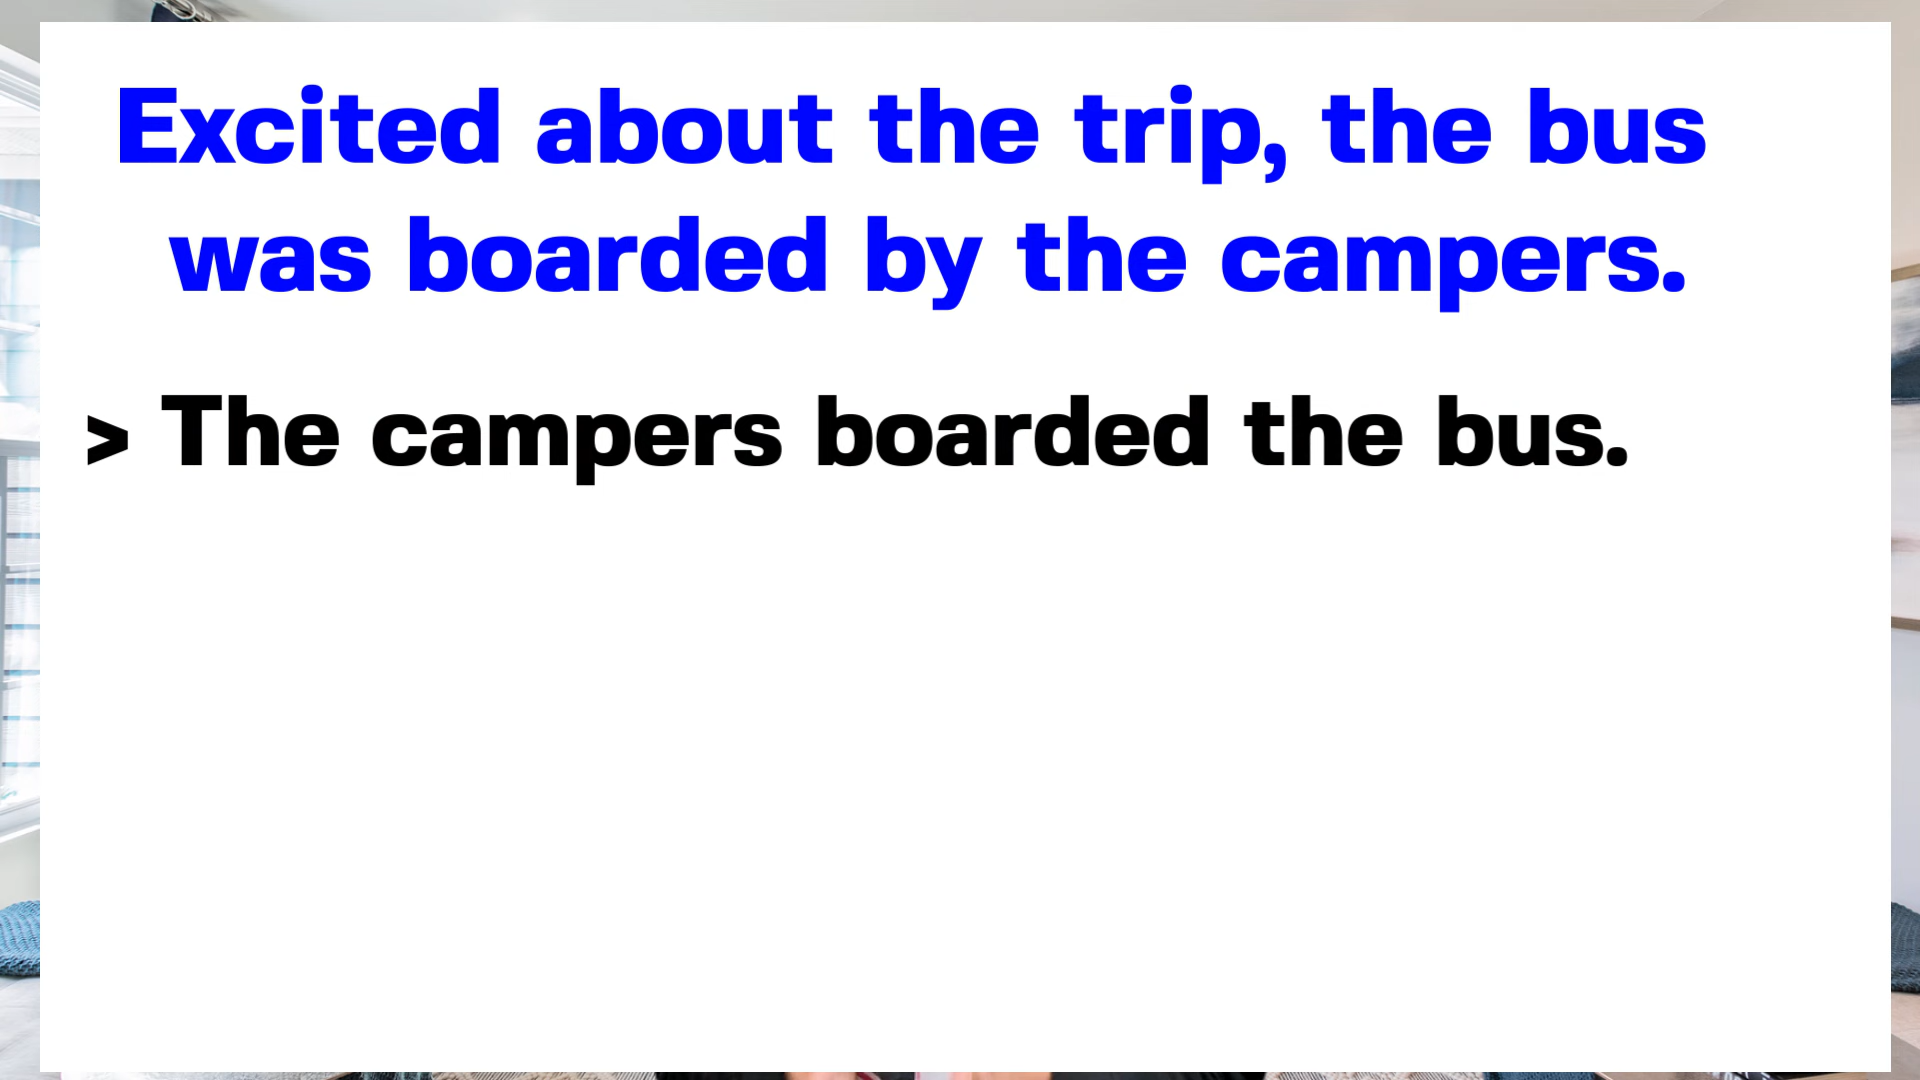 Excited about the trip, the bus
was boarded by the campers.
> The campers boarded the bus.